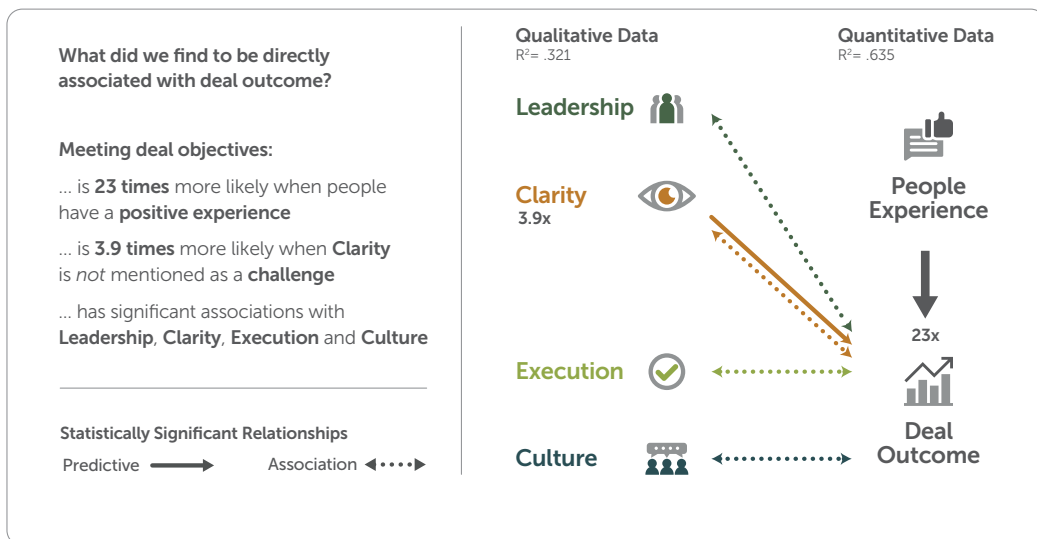 What did we find to be directly
associated with deal outcome?
Meeting deal objectives:
... is 23 times more likely when people
have a positive experience
... is 3.9 times more likely when Clarity
is not mentioned as a challenge
... has significant associations with
Leadership, Clarity, Execution and Culture
Statistically Significant Relationships
Predictive
Association
Qualitative Data
R²= .321
Leadership
Clarity
3.9x
Execution
Culture
Quantitative Data
R²= .635
People
Experience
23x
Deal
Outcome